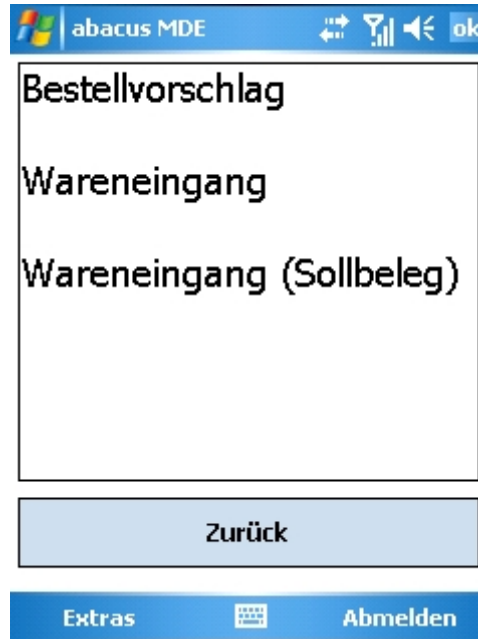 abacus MDE
ok
Bestellvorschlag
Wareneingang
Wareneingang (Sollbeleg)
Zurück
Extras
Abmelden